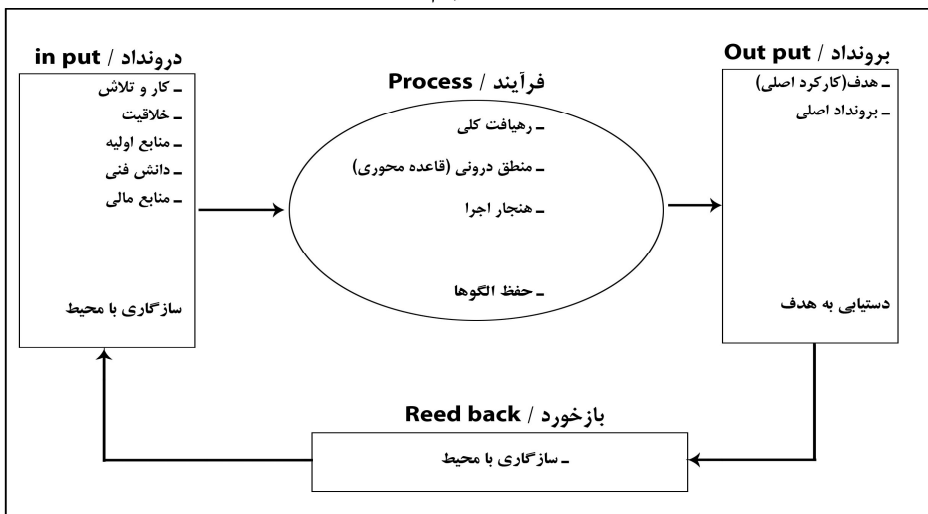 درونداد / in put
ـ کار و تلاش
ـ خلاقیت
ـ منابع اولیه
ـ دانش فنی
ـ منابع مالی
سازگاری با محیط
فرآیند / Process
ـ رهیافت کلی
ـ منطق درونی (قاعده محوری)
ـ هنجار اجرا
ـ حفظ الگوها
برونداد / Out put
ـ هدف(کارکرد اصلی)
ـ برونداد اصلی
دستیابی به هدف
بازخورد / Reed back
ـ سازگاری با محیط